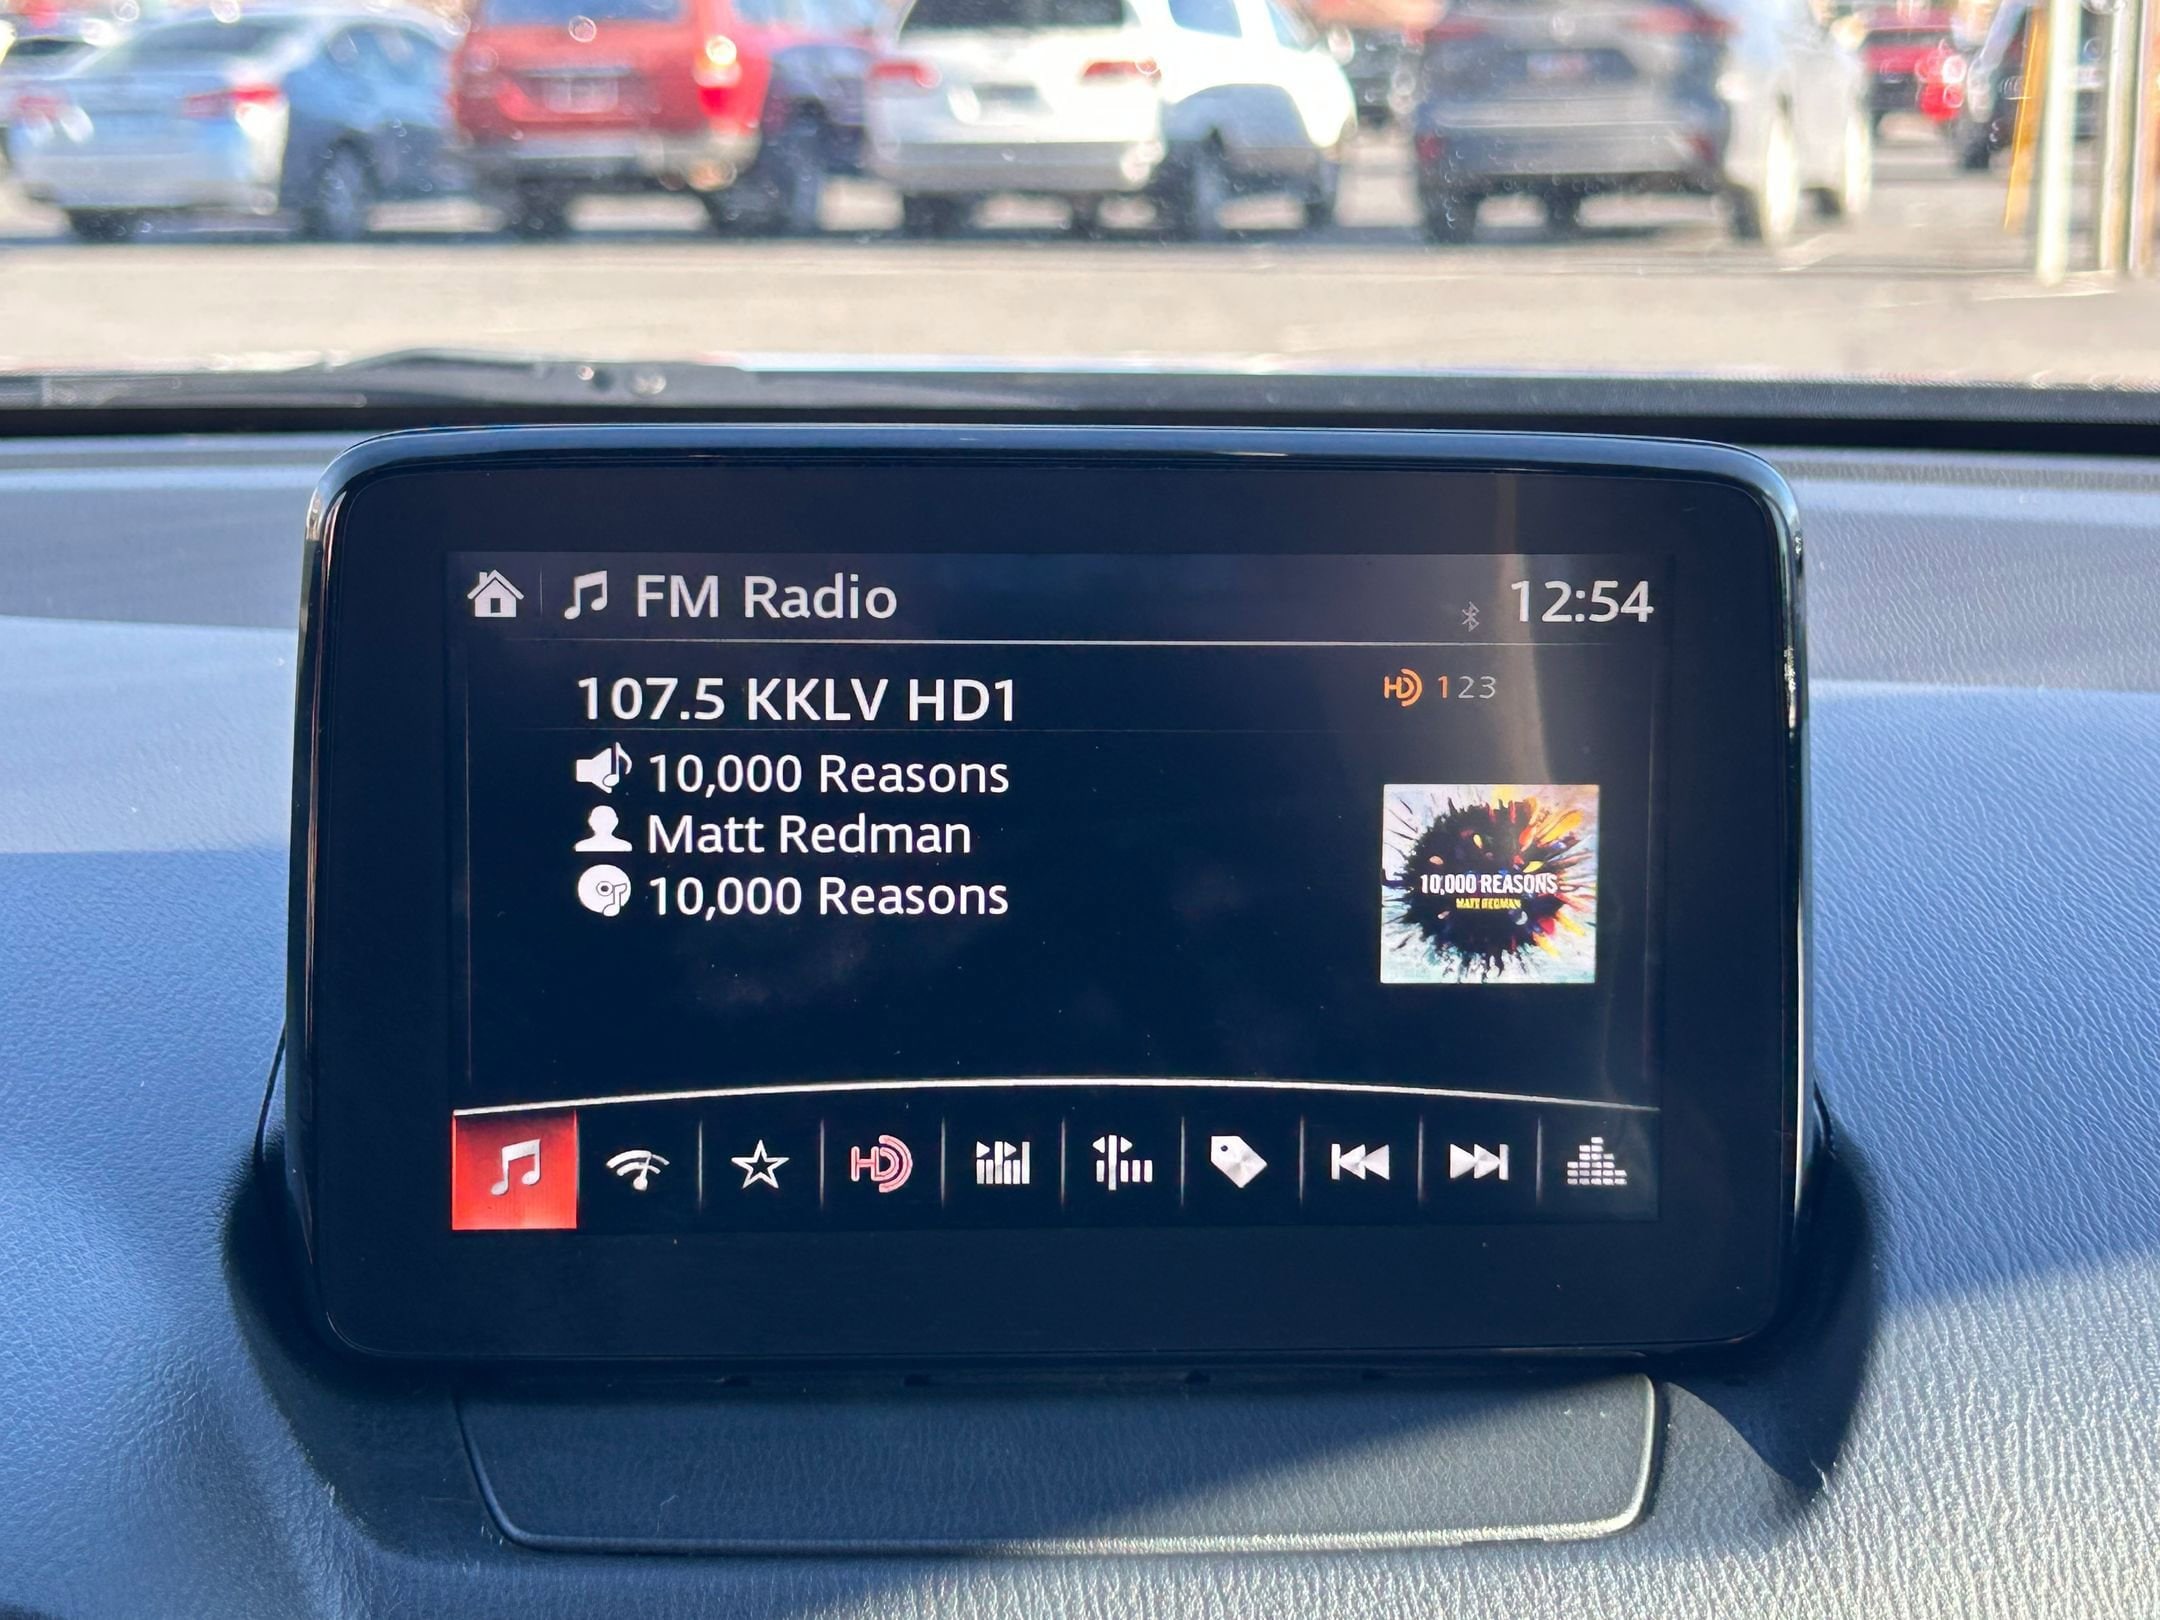 FM Radio
12:54
107.5 KKLV HD1
HD 1 2 3
10,000 Reasons
Matt Redman
10,000 Reasons
10,000 REASONS
MATT REDMAN
HD